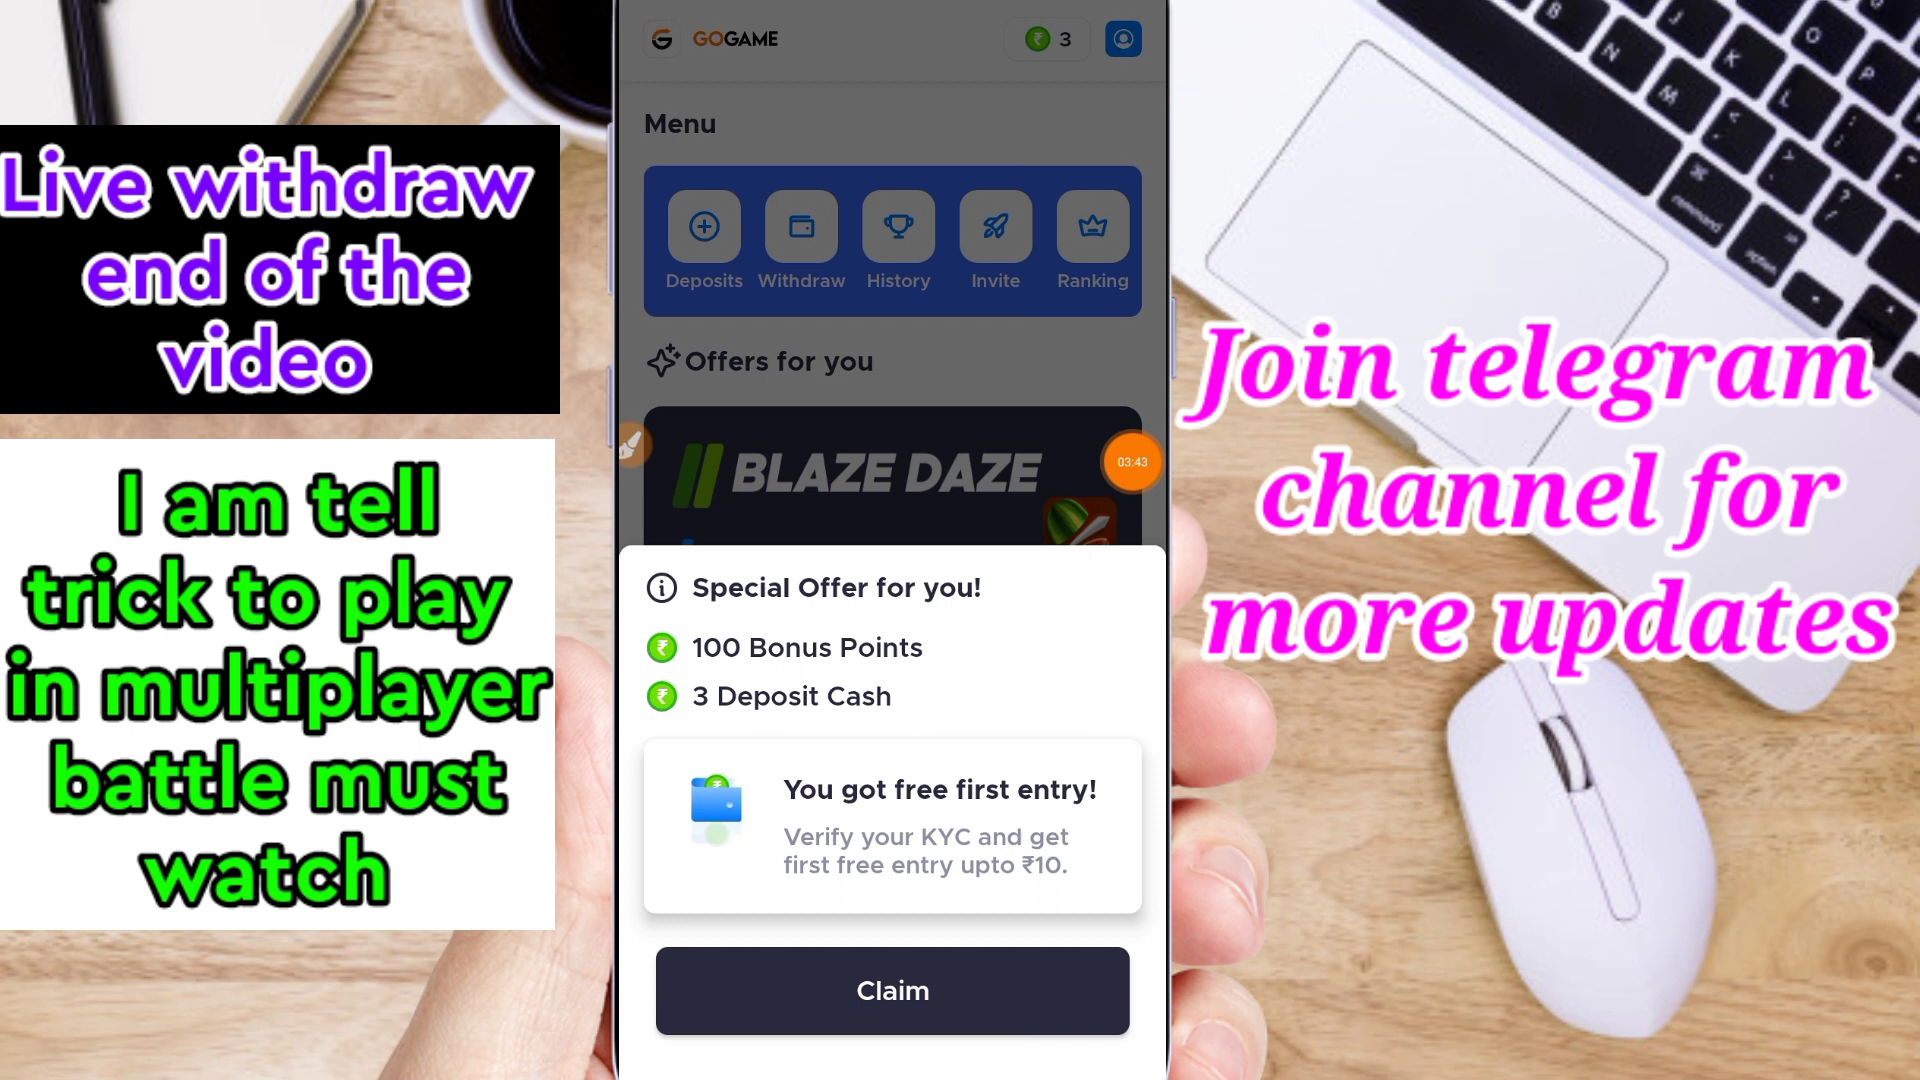 Live withdraw
end of the
video
I am tell
trick to play
in multiplayer
battle must
watch
GOGAME
3
Menu
Deposits Withdraw History Invite Ranking
Offers for you
BLAZE DAZE
03:43
Special Offer for you!
100 Bonus Points
3 Deposit Cash
You got free first entry!
Verify your KYC and get
first free entry upto ₹10.
Claim
Join telegram
channel for
more updates
B
J
O
N
K
P
M
L
command
option